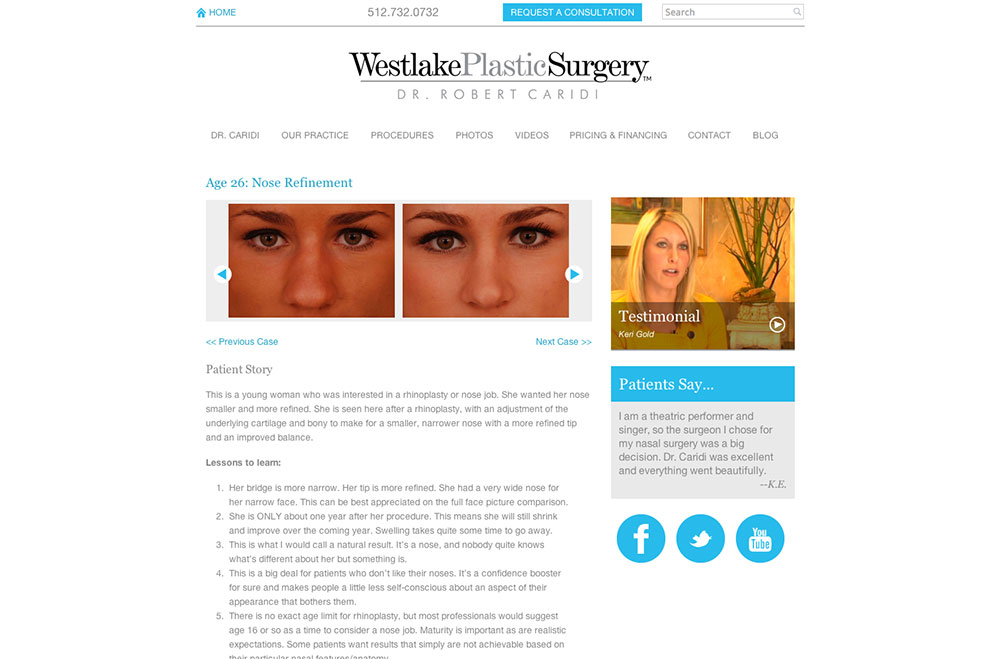 HOME
512.732.0732
REQUEST A CONSULTATION
Search
WestlakePlasticSurgery™
DR. ROBERT CARIDI
DR. CARIDI
OUR PRACTICE
PROCEDURES
PHOTOS
VIDEOS
PRICING & FINANCING
CONTACT
BLOG
Age 26: Nose Refinement
<< Previous Case
Next Case >>
Patient Story
This is a young woman who was interested in a rhinoplasty or nose job. She wanted her nose
smaller and more refined. She is seen here after a rhinoplasty, with an adjustment of the
underlying cartilage and bony to make for a smaller, narrower nose with a more refined tip
and an improved balance.
Lessons to learn:
1. Her bridge is more narrow. Her tip is more refined. She had a very wide nose for
her narrow face. This can be best appreciated on the full face picture comparison.
2. She is ONLY about one year after her procedure. This means she will still shrink
and improve over the coming year. Swelling takes quite some time to go away.
3. This is what I would call a natural result. It's a nose, and nobody quite knows
what's different about her but something is.
4. This is a big deal for patients who don't like their noses. It's a confidence booster
for sure and makes people a little less self-conscious about an aspect of their
appearance that bothers them.
5. There is no exact age limit for rhinoplasty, but most professionals would suggest
age 16 or so as a time to consider a nose job. Maturity is important as are realistic
expectations. Some patients want results that simply are not achievable based on
their particular nasal features/anatomy.
Testimonial
Keri Gold
Patients Say...
I am a theatric performer and
singer, so the surgeon I chose for
my nasal surgery was a big
decision. Dr. Caridi was excellent
and everything went beautifully.
--K.E.
f
You
Tube